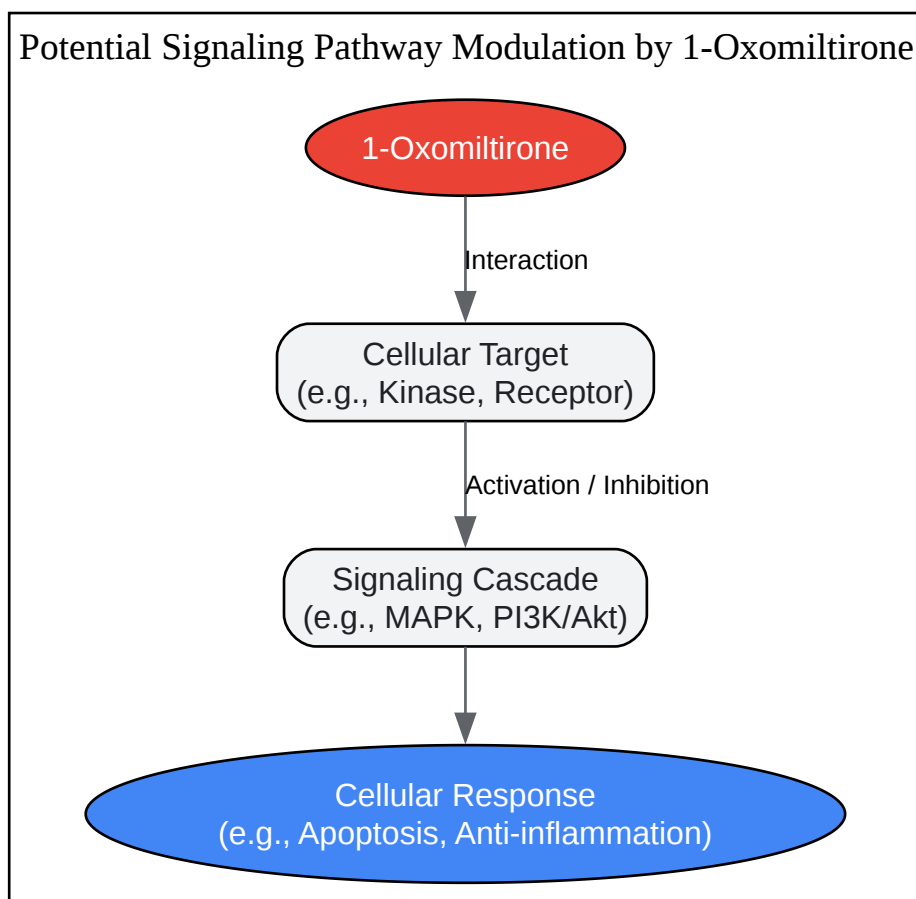 Potential Signaling Pathway Modulation by 1-Oxomiltirone
1-Oxomiltirone
Interaction
Cellular Target
(e.g., Kinase, Receptor)
Activation / Inhibition
Signaling Cascade
(e.g., MAPK, PI3K/Akt)
Cellular Response
(e.g., Apoptosis, Anti-inflammation)